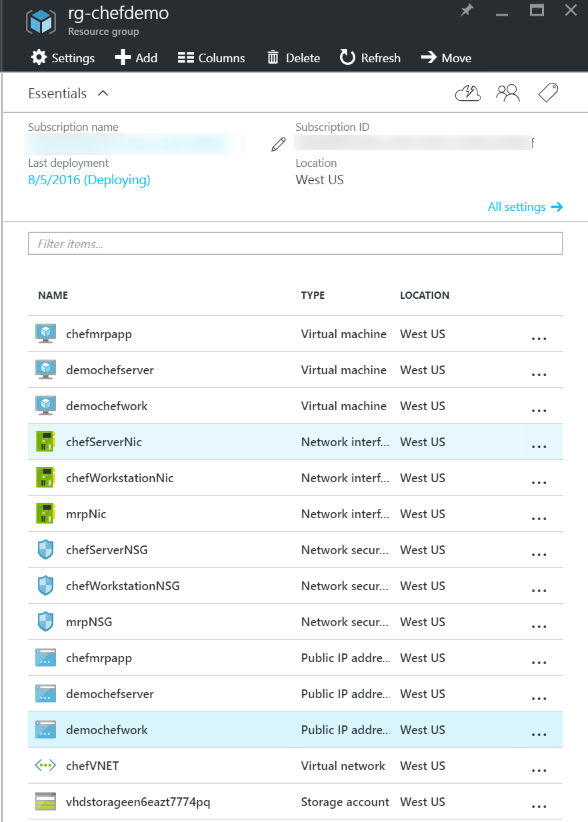 rg-chefdemo
Resource group
Settings Add Columns Delete Refresh Move
Essentials
Subscription name Subscription ID
f
Last deployment Location
8/5/2016 (Deploying) West US
All settings
Filter items...
NAME TYPE LOCATION
chefmrpapp Virtual machine West US ...
demochefserver Virtual machine West US ...
demochefwork Virtual machine West US ...
chefServerNic Network interf... West US ...
chefWorkstationNic Network interf... West US ...
mrpNic Network interf... West US ...
chefServerNSG Network secur... West US ...
chefWorkstationNSG Network secur... West US ...
mrpNSG Network secur... West US ...
chefmrpapp Public IP addre... West US ...
demochefserver Public IP addre... West US ...
demochefwork Public IP addre... West US ...
chefVNET Virtual network West US ...
vhdstorageen6eazt7774pq Storage account West US ...